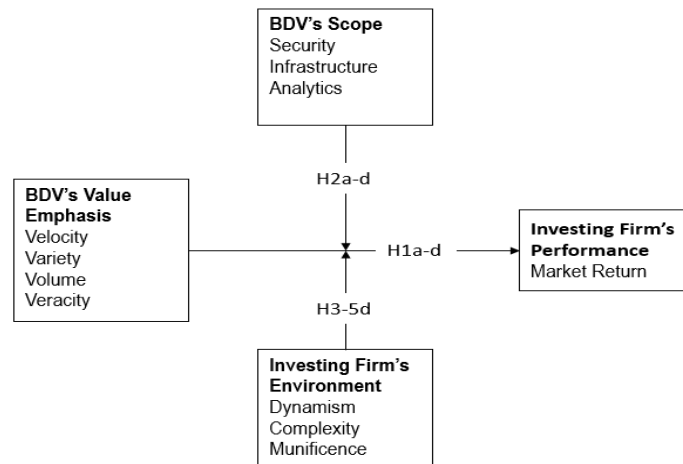 BDV's Scope
Security
Infrastructure
Analytics
H2a-d
BDV's Value
Emphasis
Velocity
Variety
Volume
Veracity
H1a-d
Investing Firm's
Performance
Market Return
H3-5d
Investing Firm's
Environment
Dynamism
Complexity
Munificence